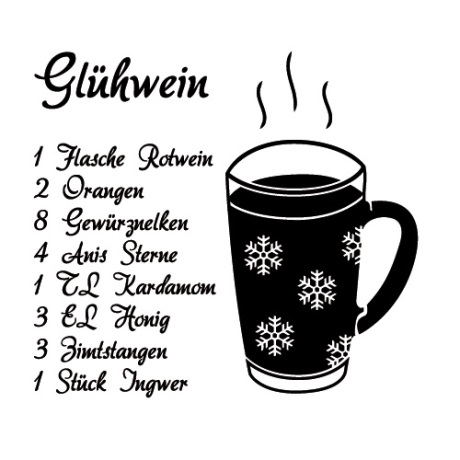 Glühwein
1 Flasche Rotwein
2 Orangen
8 Gewürznelken
4 Anis Sterne
1 TL Kardamom
3 EL Honig
3 Zimtstangen
1 Stück Ingwer